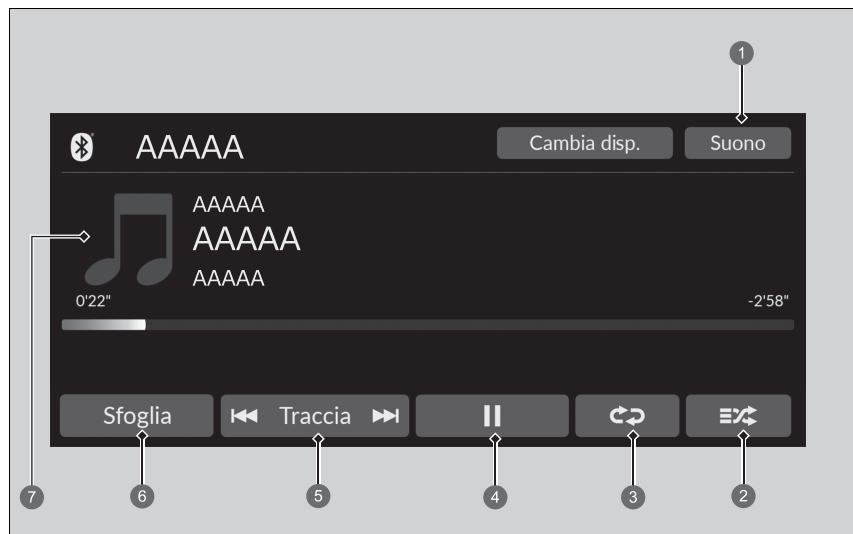 1
AAAAA
Cambia disp.
Suono
AAAAA
AAAAA
AAAAA
0'22"
-2'58"
Sfoglia
Traccia
7
6
5
4
3
2